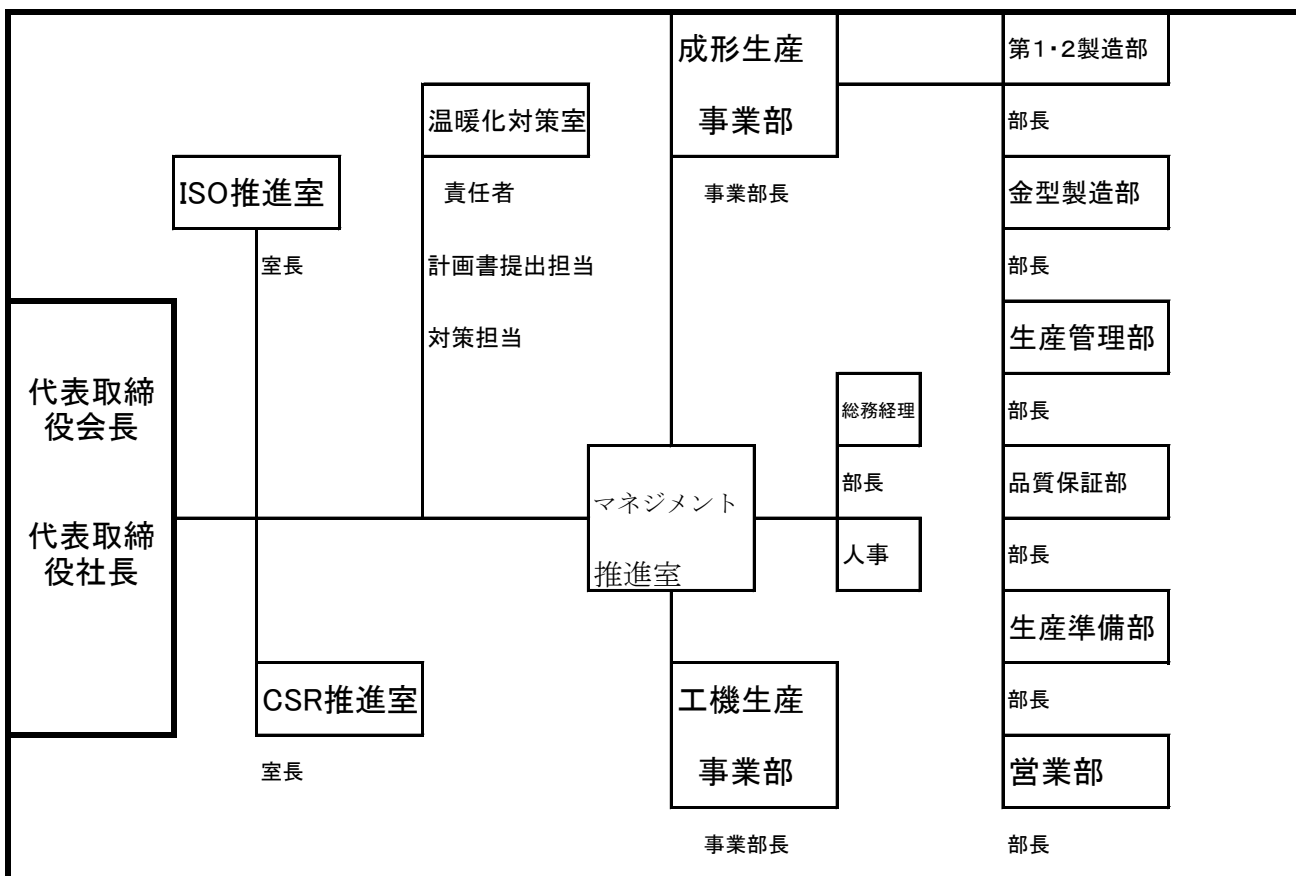 代表取締
役会長
代表取締
役社長
ISO推進室
室長
CSR推進室
室長
温暖化対策室
責任者
計画書提出担当
対策担当
マネジメント
推進室
成形生産
事業部
事業部長
工機生産
事業部
事業部長
総務経理
部長
人事
第1・2製造部
部長
金型製造部
部長
生産管理部
部長
品質保証部
部長
生産準備部
部長
営業部
部長